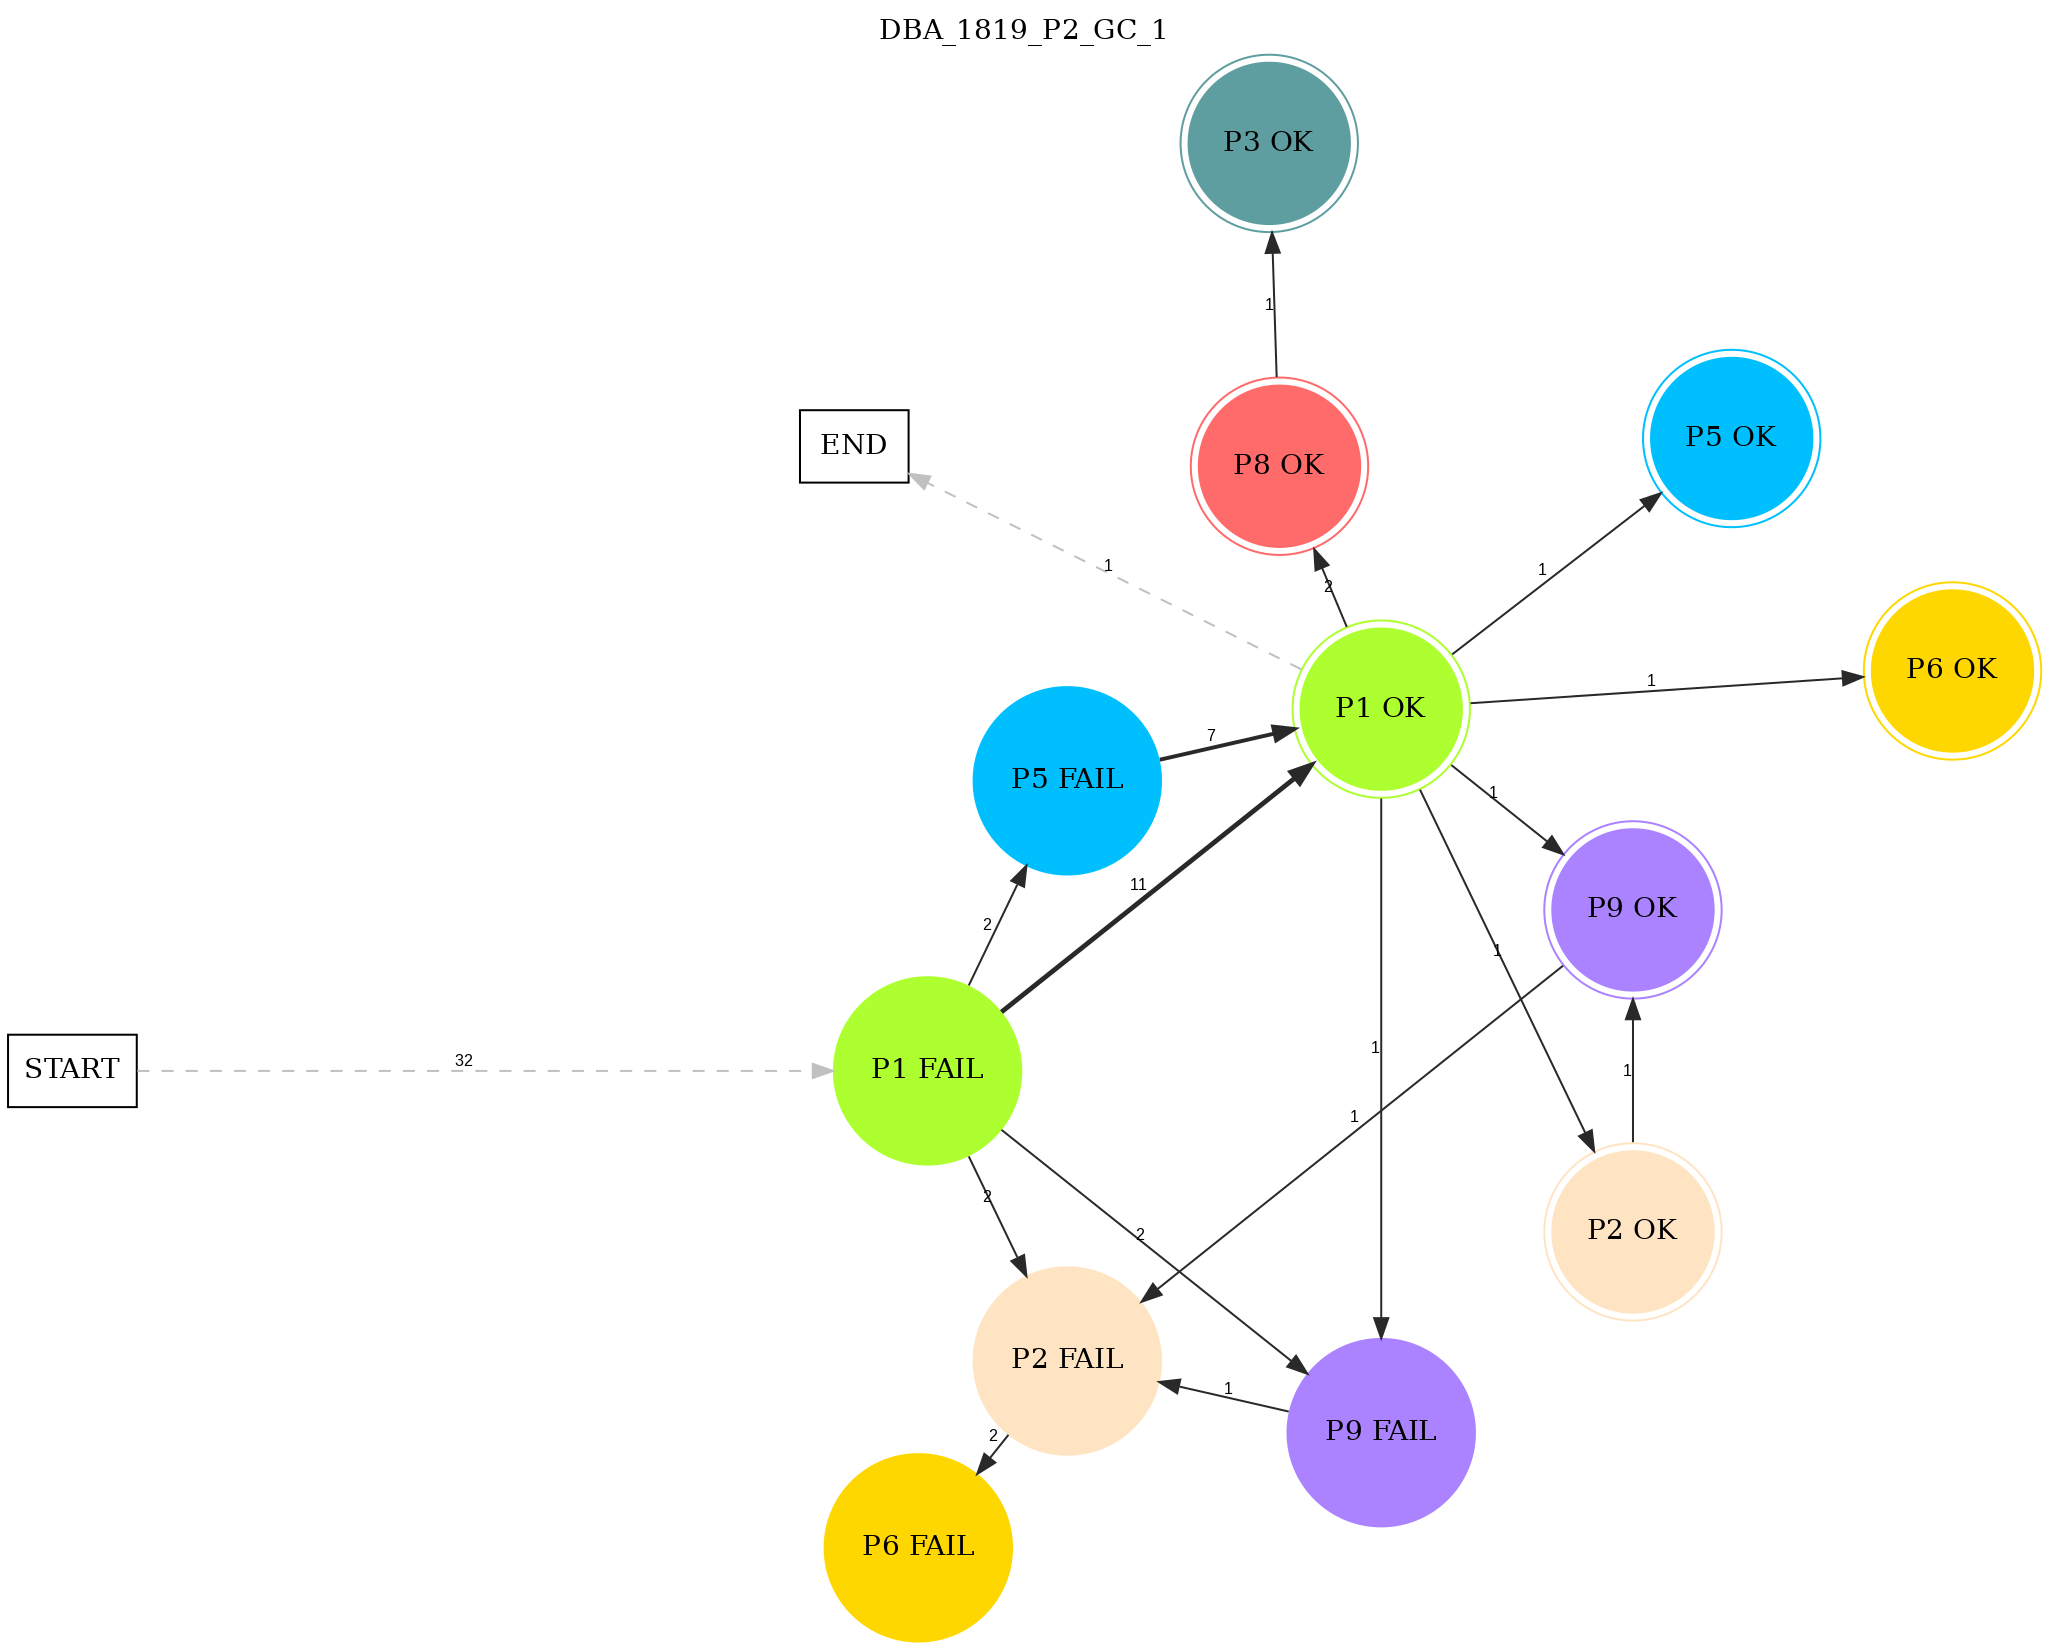 DBA_1819_P2_GC_1
P3 OK
1
P5 OK
END
P8 OK
1
1
2
P6 OK
1
P1 OK
7
P5 FAIL
1
11
P9 OK
2
1
1
START
32
P1 FAIL
1
1
2
2
P2 OK
P2 FAIL
1
2
P9 FAIL
P6 FAIL